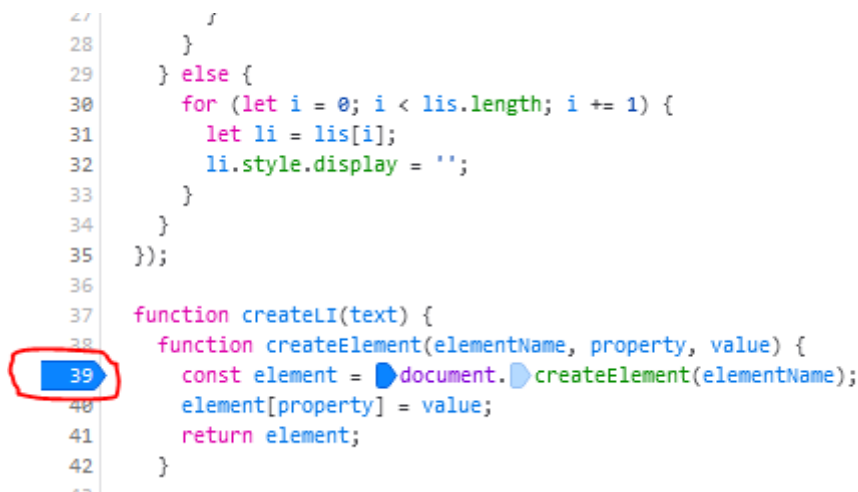 27 }
28 }
29 } else {
30 for (let i = 0; i < lis.length; i += 1) {
31 let li = lis[i];
32 li.style.display = '';
33 }
34 }
35 });
36
37 function createLI(text) {
38 function createElement(elementName, property, value) {
39 const element = document.createElement(elementName);
40 element[property] = value;
41 return element;
42 }